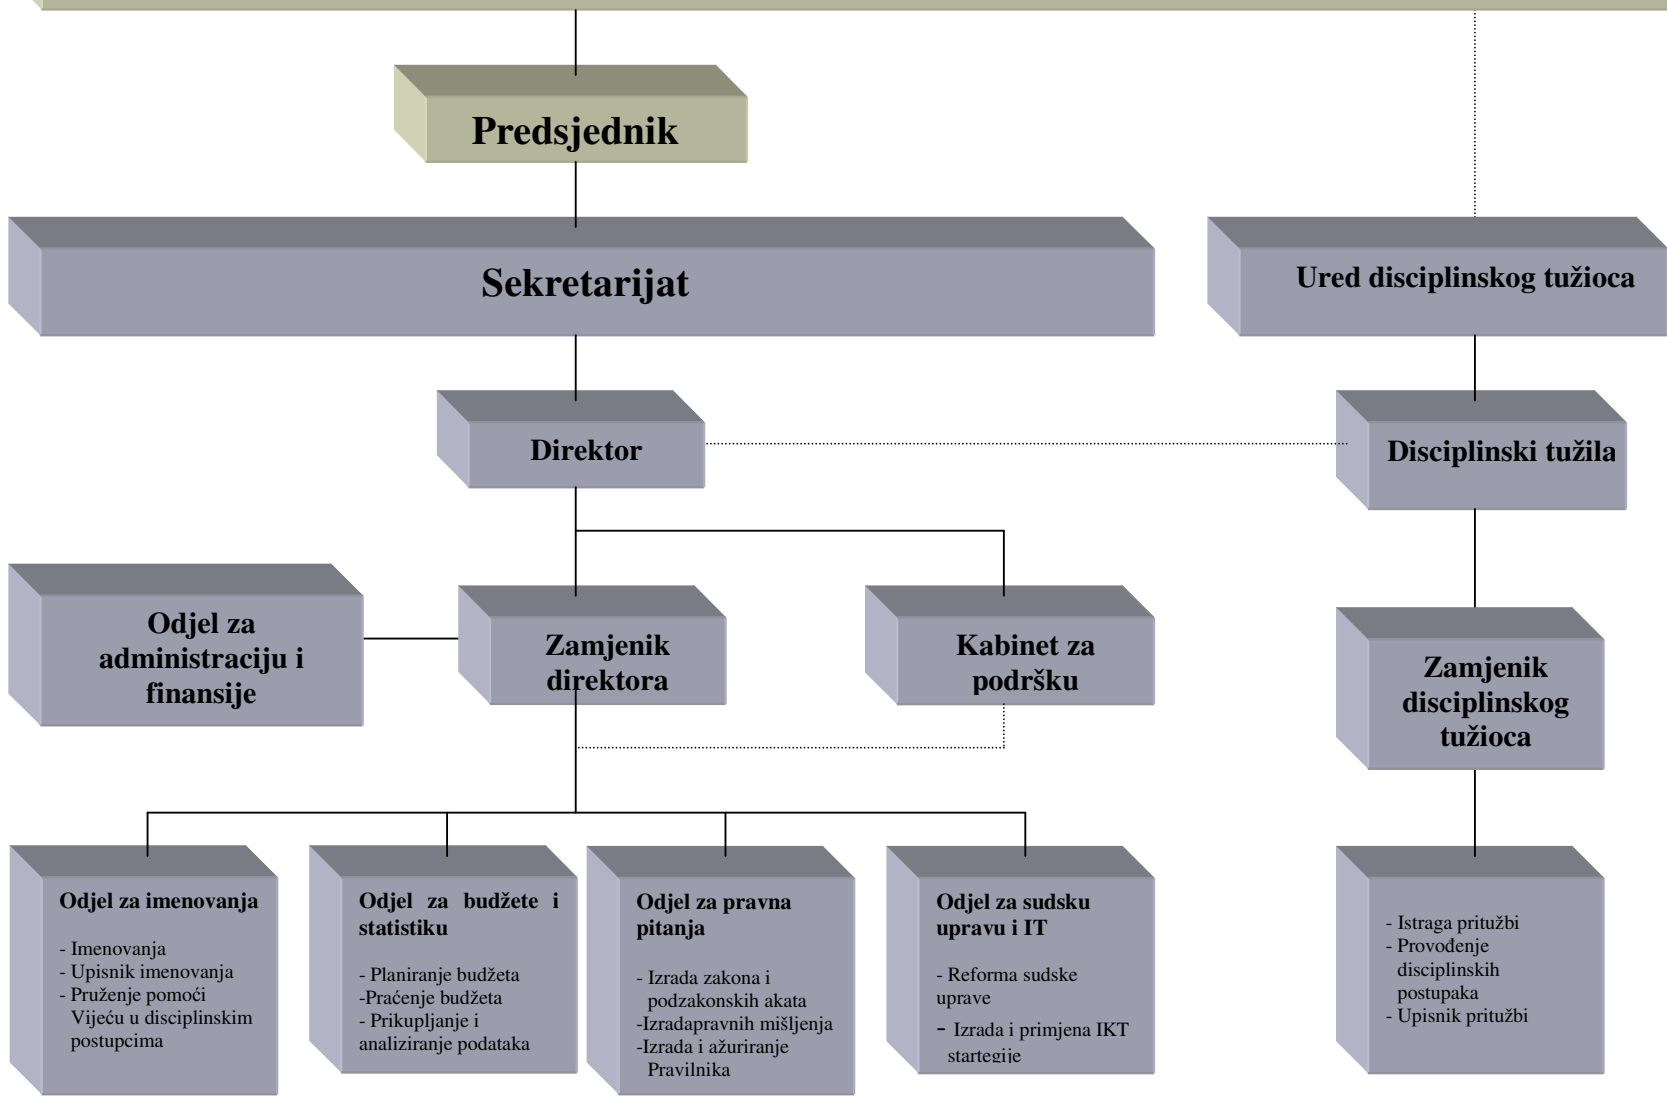 Predsjednik
Sekretarijat
Ured disciplinskog tužioca
Direktor
Disciplinski tužila
Odjel za
administraciju i
finansije
Zamjenik
direktora
Kabinet za
podršku
Zamjenik
disciplinskog
tužioca
Odjel za imenovanja
- Imenovanja
- Upisnik imenovanja
- Pruženje pomoći
Vijeću u disciplinskim
postupcima
Odjel za budžete i
statistiku
- Planiranje budžeta
-Praćenje budžeta
- Prikupljanje i
analiziranje podataka
Odjel za pravna
pitanja
- Izrada zakona i
podzakonskih akata
-Izradapravnih mišljenja
-Izrada i ažuriranje
Pravilnika
Odjel za sudsku
upravu i IT
- Reforma sudske
uprave
- Izrada i primjena IKT
startegije
- Istraga pritužbi
- Provođenje
disciplinskih
postupaka
- Upisnik pritužbi